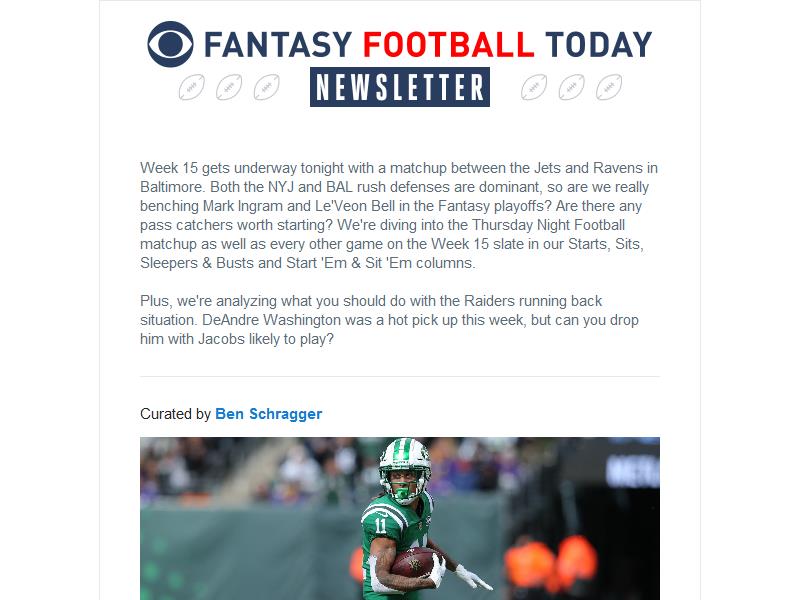 FANTASY FOOTBALL TODAY
NEWSLETTER
Week 15 gets underway tonight with a matchup between the Jets and Ravens in
Baltimore. Both the NYJ and BAL rush defenses are dominant, so are we really
benching Mark Ingram and Le'Veon Bell in the Fantasy playoffs? Are there any
pass catchers worth starting? We're diving into the Thursday Night Football
matchup as well as every other game on the Week 15 slate in our Starts, Sits,
Sleepers & Busts and Start 'Em & Sit 'Em columns.
Plus, we're analyzing what you should do with the Raiders running back
situation. DeAndre Washington was a hot pick up this week, but can you drop
him with Jacobs likely to play?
Curated by Ben Schragger
11